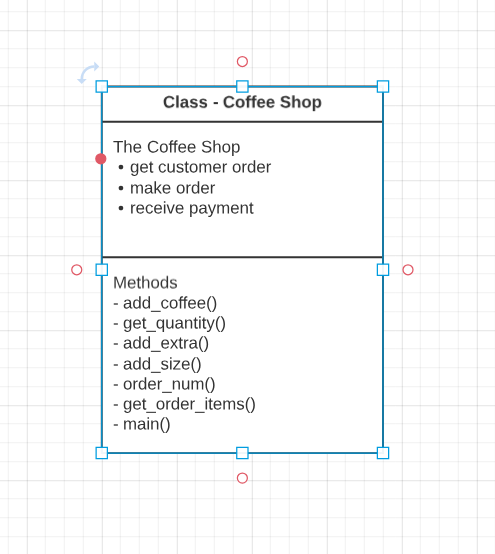 Class - Coffee Shop
The Coffee Shop
• get customer order
• make order
• receive payment
Methods
- add_coffee()
- get_quantity()
- add_extra()
- add_size()
- order_num()
- get_order_items()
- main()